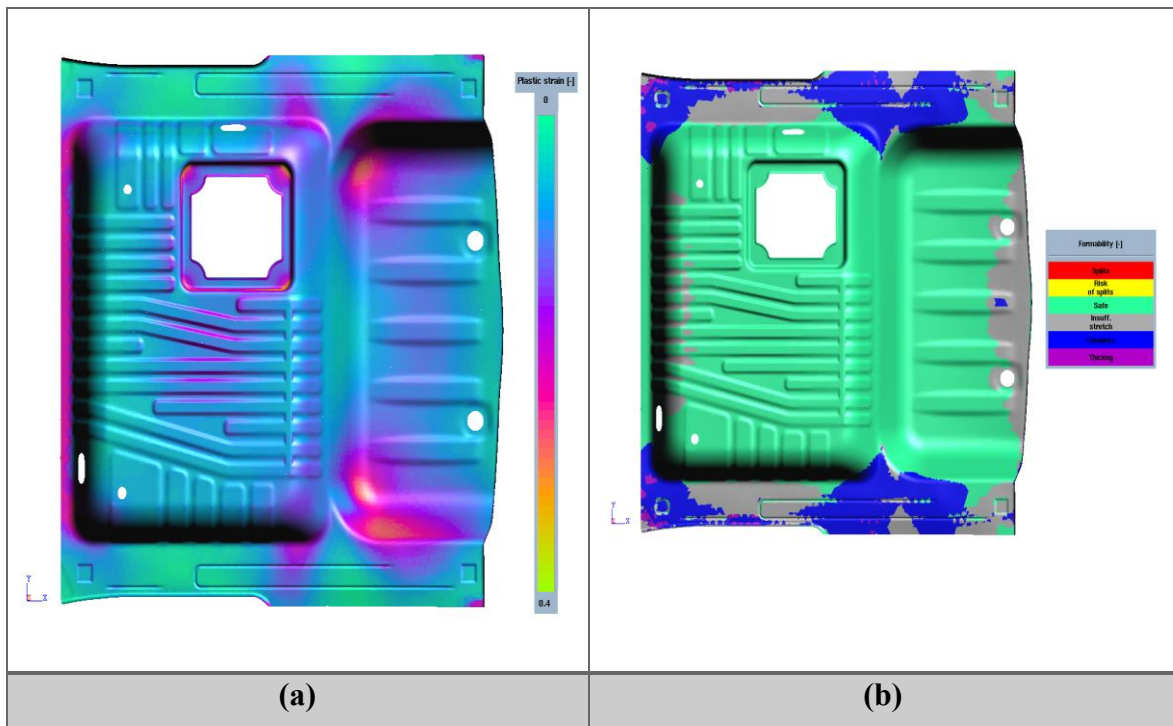 Plastic strain [-]
0
0.4
Y
X
Formability [-]
Splits
Risk
of splits
Safe
Insuff.
stretch
Thicking
Y
X
(a)
(b)